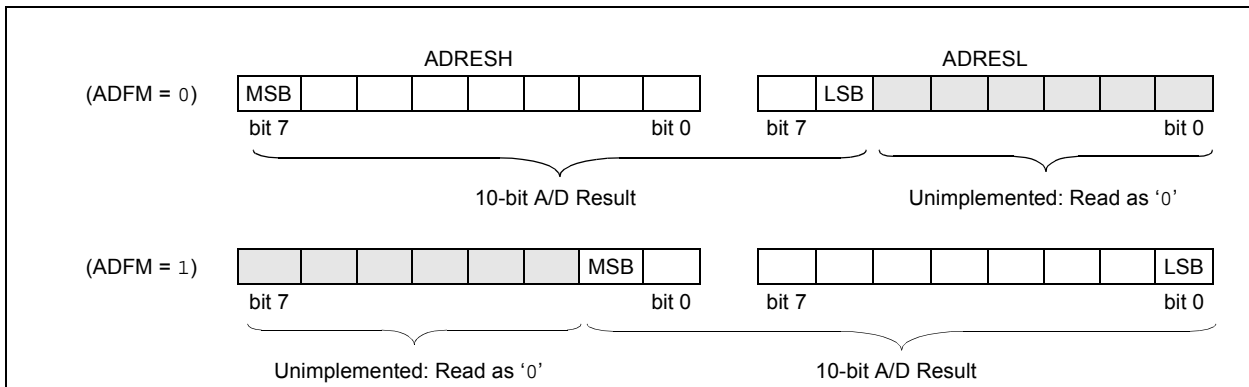 ADRESH ADRESL
(ADFM = 0) MSB LSB
bit 7 bit 0 bit 7 bit 0
10-bit A/D Result Unimplemented: Read as ‘0’
(ADFM = 1) MSB LSB
bit 7 bit 0 bit 7 bit 0
Unimplemented: Read as ‘0’ 10-bit A/D Result